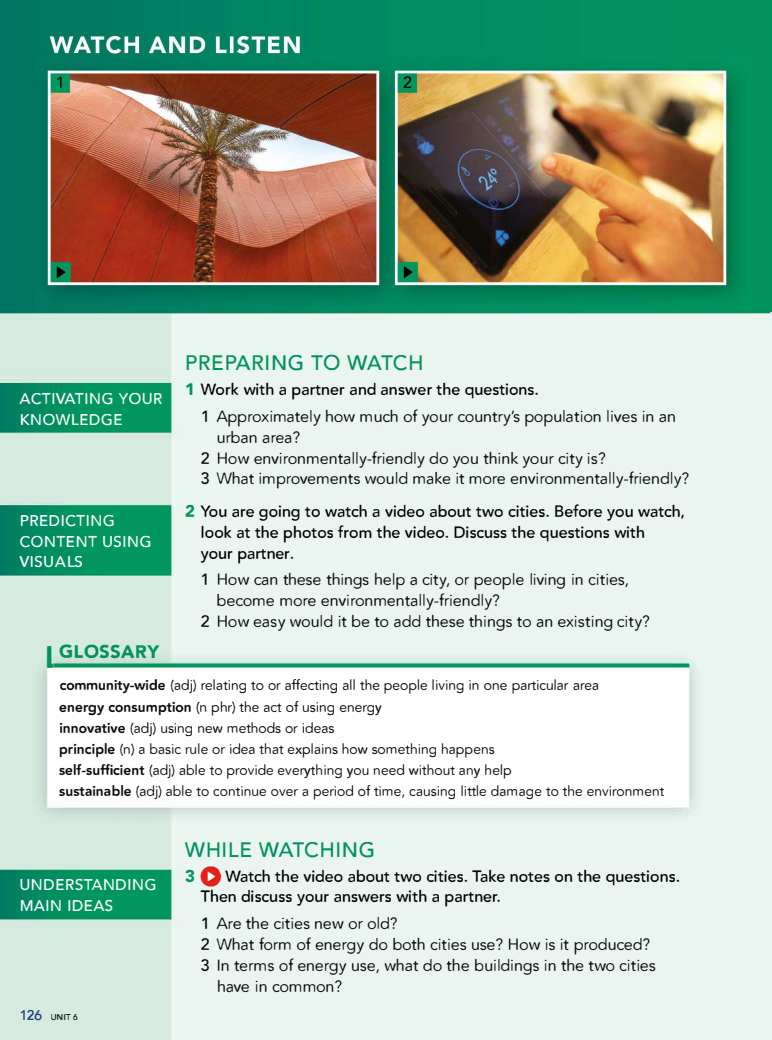 WATCH AND LISTEN
1
2
24°
PREPARING TO WATCH
ACTIVATING YOUR
KNOWLEDGE
1 Work with a partner and answer the questions.
1 Approximately how much of your country's population lives in an
urban area?
2 How environmentally-friendly do you think your city is?
3 What improvements would make it more environmentally-friendly?
PREDICTING
CONTENT USING
VISUALS
2 You are going to watch a video about two cities. Before you watch,
look at the photos from the video. Discuss the questions with
your partner.
1 How can these things help a city, or people living in cities,
become more environmentally-friendly?
2 How easy would it be to add these things to an existing city?
GLOSSARY
community-wide (adj) relating to or affecting all the people living in one particular area
energy consumption (n phr) the act of using energy
innovative (adj) using new methods or ideas
principle (n) a basic rule or idea that explains how something happens
self-sufficient (adj) able to provide everything you need without any help
sustainable (adj) able to continue over a period of time, causing little damage to the environment
WHILE WATCHING
UNDERSTANDING
MAIN IDEAS
3 Watch the video about two cities. Take notes on the questions.
Then discuss your answers with a partner.
1 Are the cities new or old?
2 What form of energy do both cities use? How is it produced?
3 In terms of energy use, what do the buildings in the two cities
have in common?
126 UNIT 6